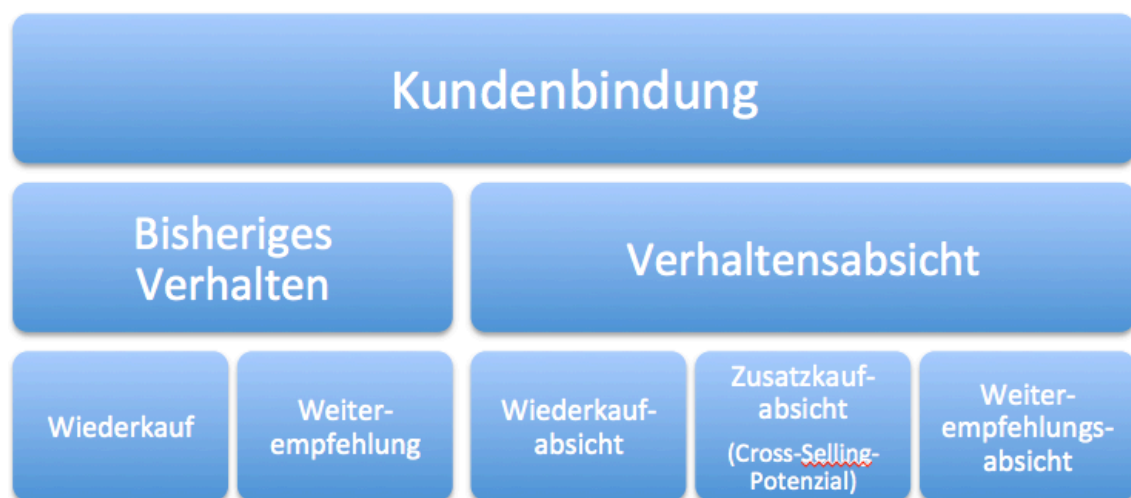 Kundenbindung
Bisheriges
Verhalten
Verhaltensabsicht
Wiederkauf
Weiter-
empfehlung
Wiederkauf-
absicht
Zusatzkauf-
absicht
(Cross-Selling-
Potenzial)
Weiter-
empfehlungs-
absicht